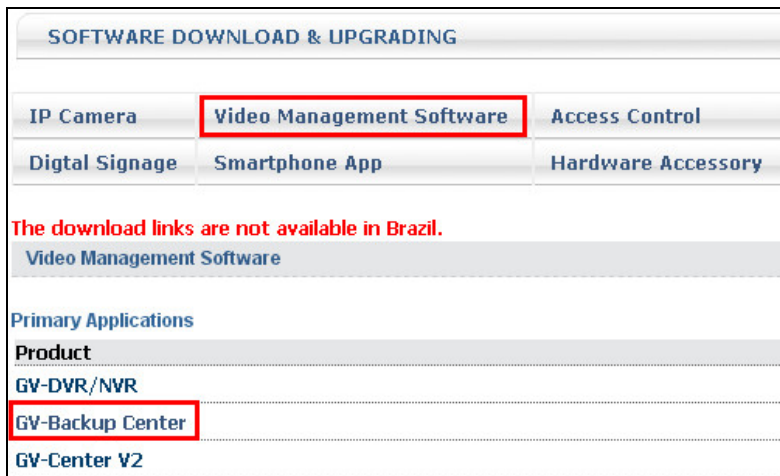 SOFTWARE DOWNLOAD & UPGRADING
IP Camera Video Management Software Access Control
Digtal Signage Smartphone App Hardware Accessory
The download links are not available in Brazil.
Video Management Software
Primary Applications
Product
GV-DVR/NVR
GV-Backup Center
GV-Center V2